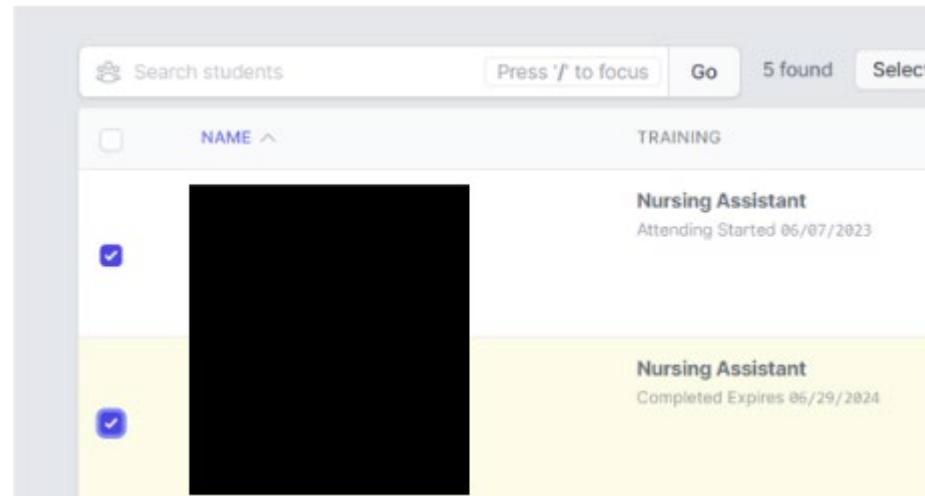 Search students Press '/' to focus Go 5 found Select
NAME TRAINING
Nursing Assistant
Attending Started 06/07/2023
Nursing Assistant
Completed Expires 06/29/2024